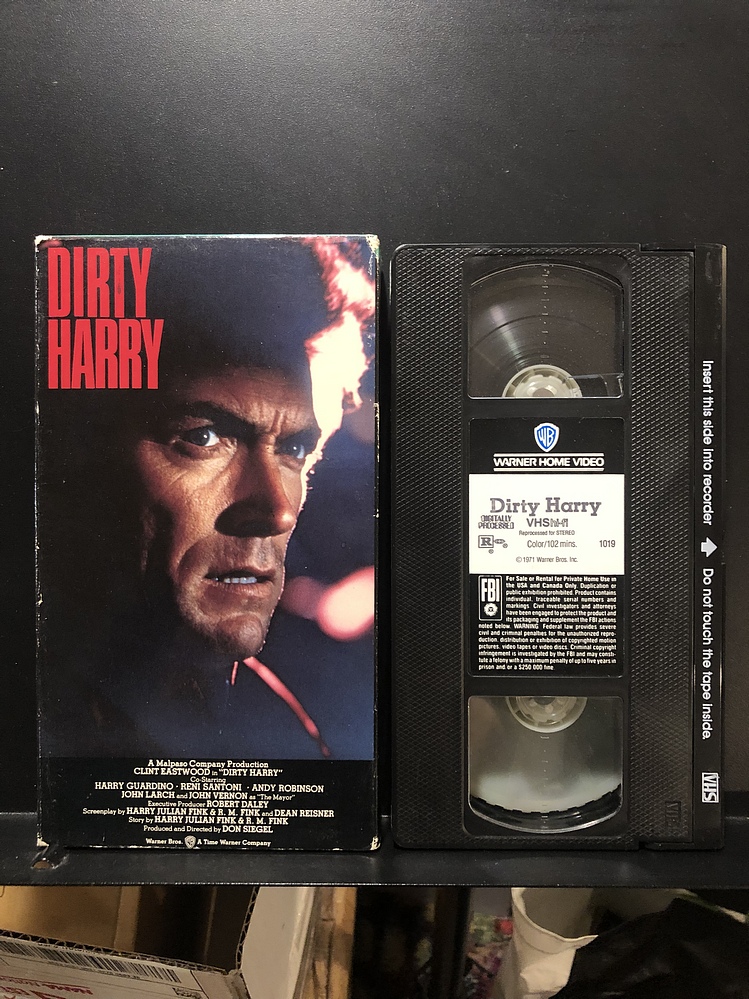 DIRTY
HARRY
A Malpaso Company Production
CLINT EASTWOOD in "DIRTY HARRY"
Co-Starring
HARRY GUARDINO · RENI SANTONI · ANDY ROBINSON
JOHN LARCH and JOHN VERNON as "The Mayor"
Executive Producer ROBERT DALEY
Screenplay by HARRY JULIAN FINK & R. M. FINK and DEAN REISNER
Story by HARRY JULIAN FINK & R. M. FINK
Produced and Directed by DON SIEGEL
Warner Bros. A Time Warner Company
WB
WARNER HOME VIDEO
Dirty Harry
DIGITALLY
PROCESSED
VHS hi-fi
Reprocessed for STEREO
R
Color/102 mins.
1019
© 1971 Warner Bros. Inc.
FBI
For Sale or Rental for Private Home Use in
the USA and Canada Only. Duplication or
public exhibition prohibited. Product contains
individual, traceable serial numbers and
markings. Civil investigators and attorneys
have been engaged to protect the product and
its packaging and supplement the FBI actions
noted below. WARNING: Federal law provides severe
civil and criminal penalties for the unauthorized repro-
duction, distribution or exhibition of copyrighted motion
pictures, video tapes or video discs. Criminal copyright
infringement is investigated by the FBI and may consti-
tute a felony with a maximum penalty of up to five years in
prison and/or a $250 000 fine.
Insert this side into recorder
Do not touch the tape inside.
VHS